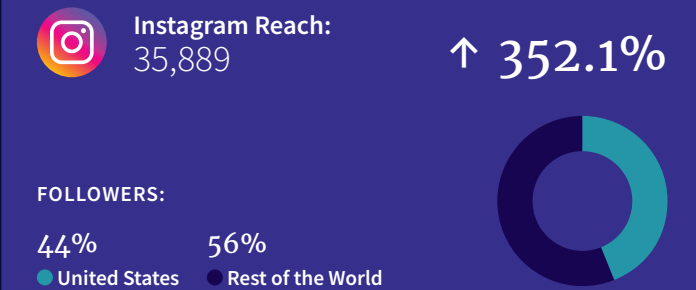 Instagram Reach:
35,889
↑ 352.1%
FOLLOWERS:
44% 56%
United States Rest of the World